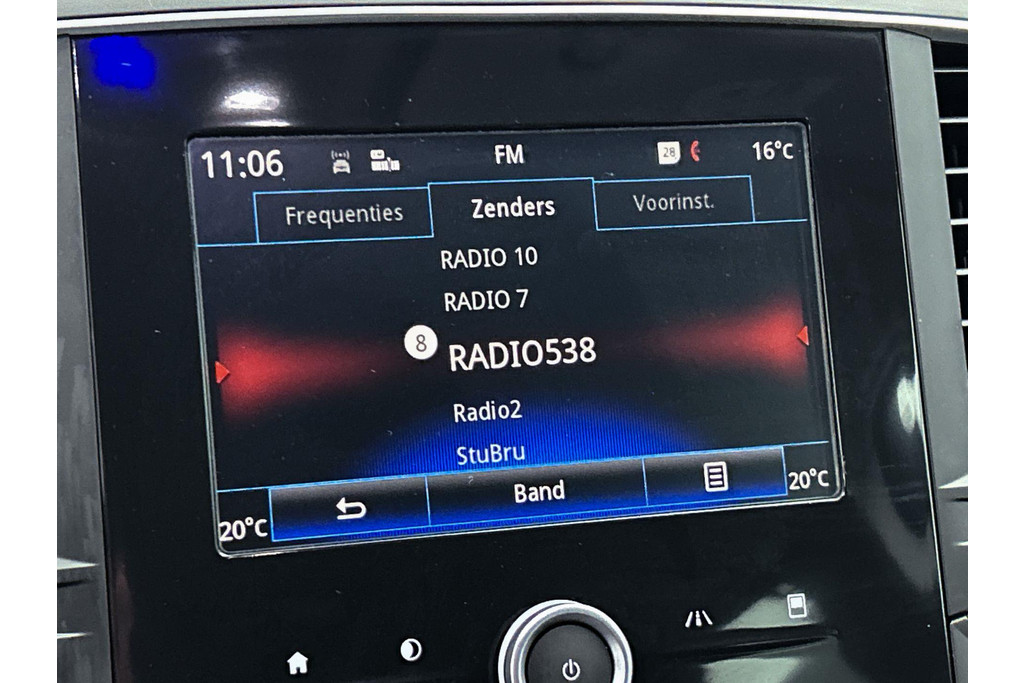 11:06 FM 28 16°C
Frequenties Zenders Voorinst.
RADIO 10
RADIO 7
8 RADIO538
Radio2
StuBru
20°C Band 20°C